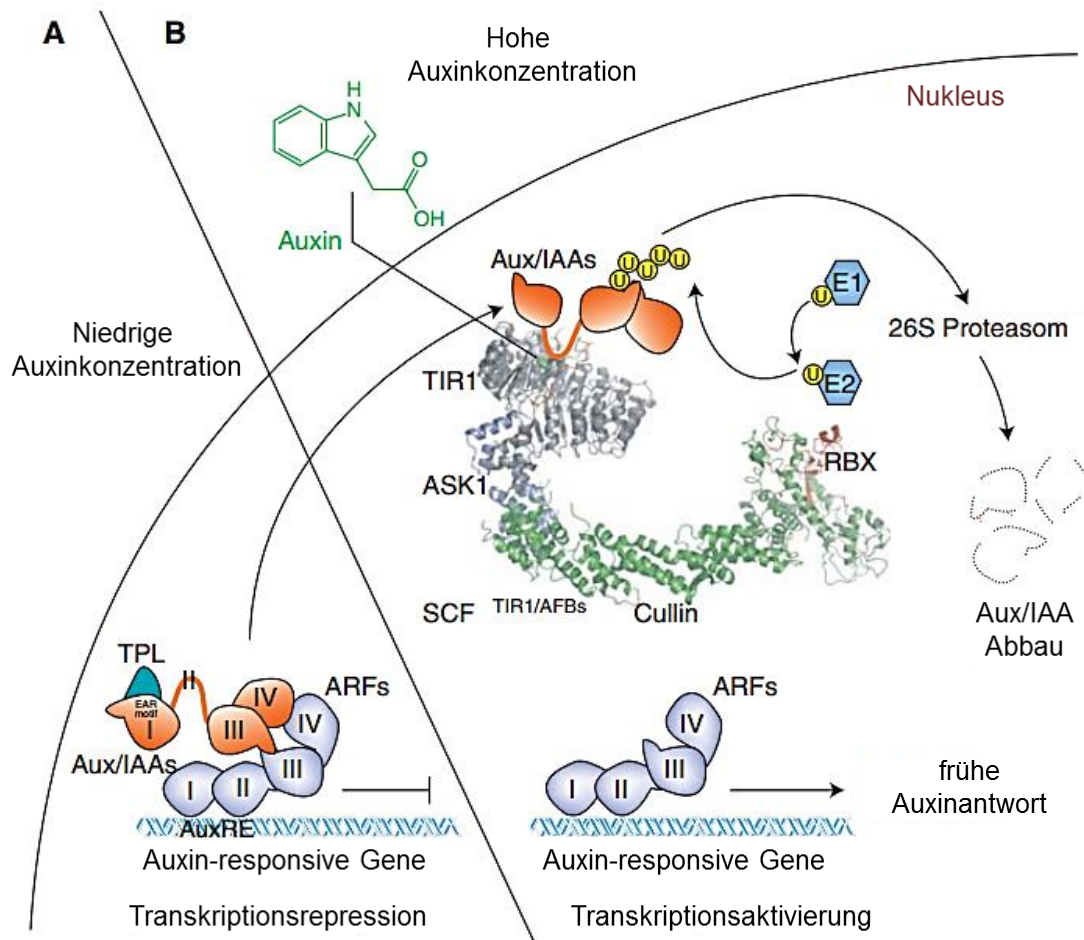 A
B
Hohe
Auxinkonzentration
Nukleus
H
N
O
OH
Auxin
Niedrige
Auxinkonzentration
Aux/IAAs
U U U U U
U E1
26S Proteasom
U E2
TIR1
ASK1
RBX
SCF TIR1/AFBs Cullin
Aux/IAA
Abbau
TPL
EAR
motif
I
II
III
IV
ARFs
IV
III
Aux/IAAs
I
II
AuxRE
Auxin-responsive Gene
Transkriptionsrepression
ARFs
IV
III
I
II
frühe
Auxinantwort
Auxin-responsive Gene
Transkriptionsaktivierung